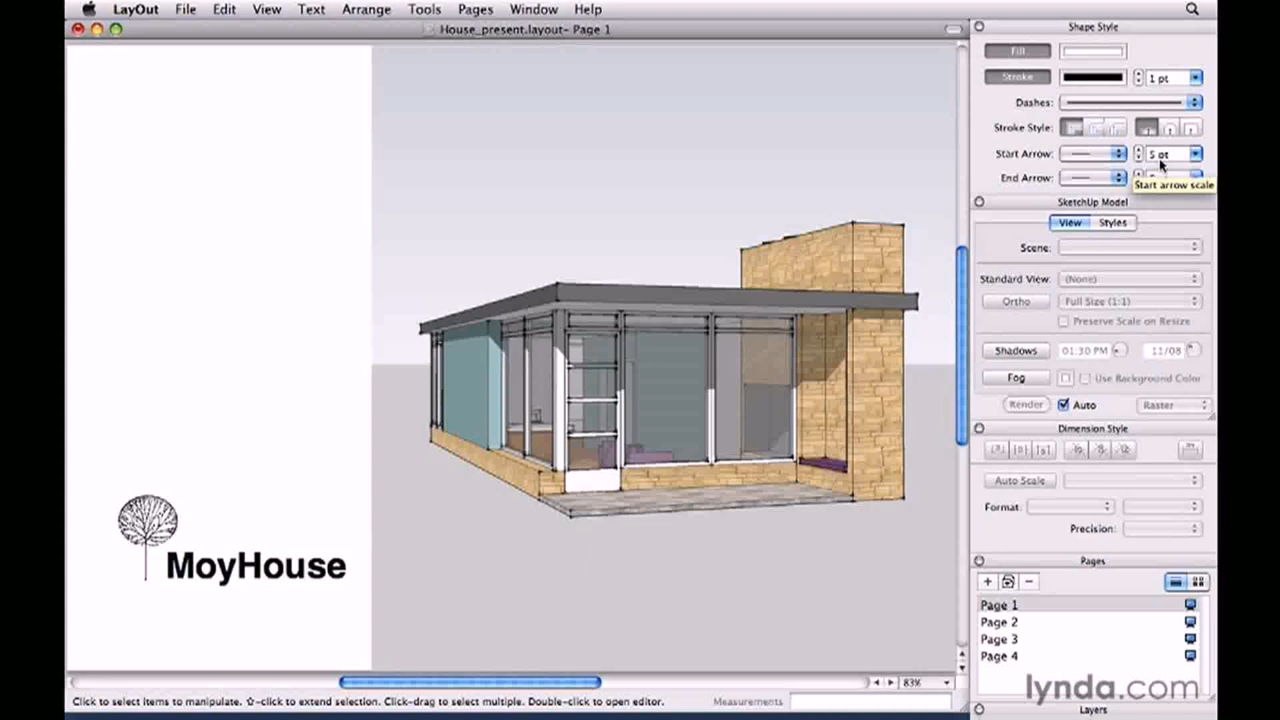 LayOut File Edit View Text Arrange Tools Pages Window Help
House_present.layout- Page 1
Shape Style
Fill
Stroke 1 pt
Dashes:
Stroke Style:
Start Arrow: 5 pt
End Arrow:
Start arrow scale
SketchUp Model
View Styles
Scene:
Standard View: (None)
Ortho Full Size (1:1)
Preserve Scale on Resize
Shadows 01:30 PM 11/08
Fog Use Background Color
Render Auto Raster
Dimension Style
Auto Scale
Format:
Precision:
Pages
Page 1
Page 2
Page 3
Page 4
Layers
MoyHouse
83%
Click to select items to manipulate. ⇧-click to extend selection. Click-drag to select multiple. Double-click to open editor. Measurements
lynda.com